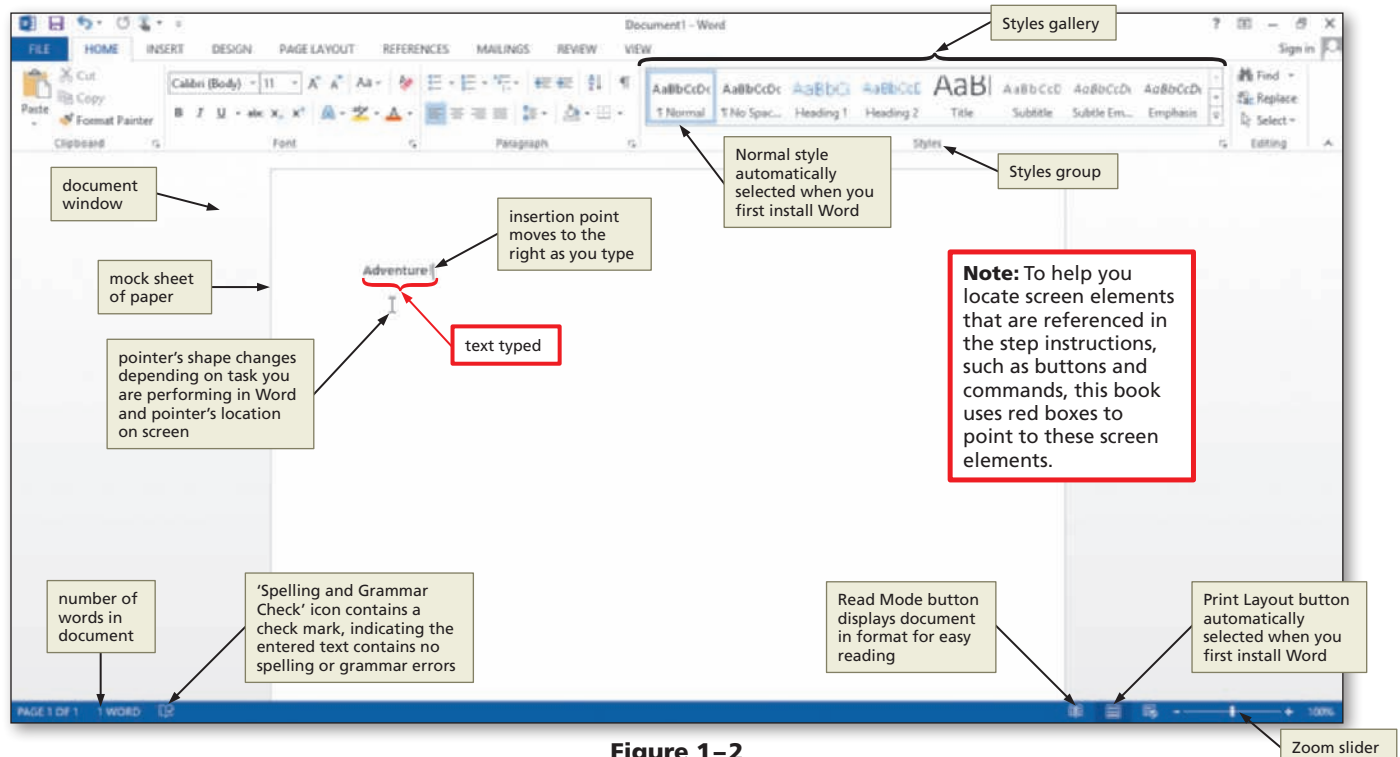 Document1 - Word
Styles gallery
?
Sign in
FILE HOME INSERT DESIGN PAGE LAYOUT REFERENCES MAILINGS REVIEW VIEW
Paste
Cut
Copy
Format Painter
Clipboard
Calibri (Body) 11
Aa
B I U abc x₂ x²
A
Font
Paragraph
AaBbCcDc AaBbCcDc AaBbCc AaBbCcC AaB AaBbCcD AaBbCcDc AaBbCcDc
¶ Normal ¶ No Spac... Heading 1 Heading 2 Title Subtitle Subtle Em... Emphasis
Styles
Find
Replace
Select
Editing
Normal style
automatically
selected when you
first install Word
Styles group
document
window
insertion point
moves to the
right as you type
Adventure
mock sheet
of paper
text typed
pointer's shape changes
depending on task you
are performing in Word
and pointer's location
on screen
Note: To help you
locate screen elements
that are referenced in
the step instructions,
such as buttons and
commands, this book
uses red boxes to
point to these screen
elements.
number of
words in
document
'Spelling and Grammar
Check' icon contains a
check mark, indicating the
entered text contains no
spelling or grammar errors
Read Mode button
displays document
in format for easy
reading
Print Layout button
automatically
selected when you
first install Word
PAGE 1 OF 1 1 WORD
100%
Zoom slider
Figure 1–2